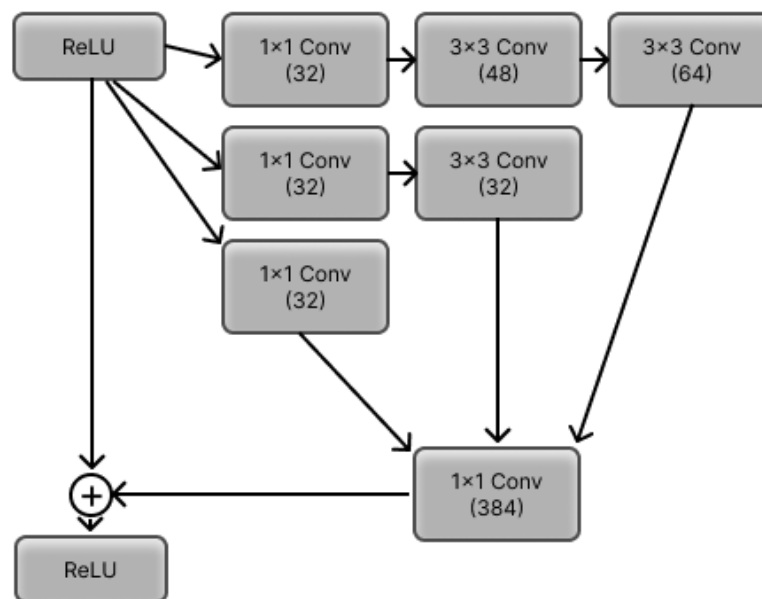 ReLU
1×1 Conv
(32)
3×3 Conv
(48)
3×3 Conv
(64)
1×1 Conv
(32)
3×3 Conv
(32)
1×1 Conv
(32)
1×1 Conv
(384)
+
ReLU